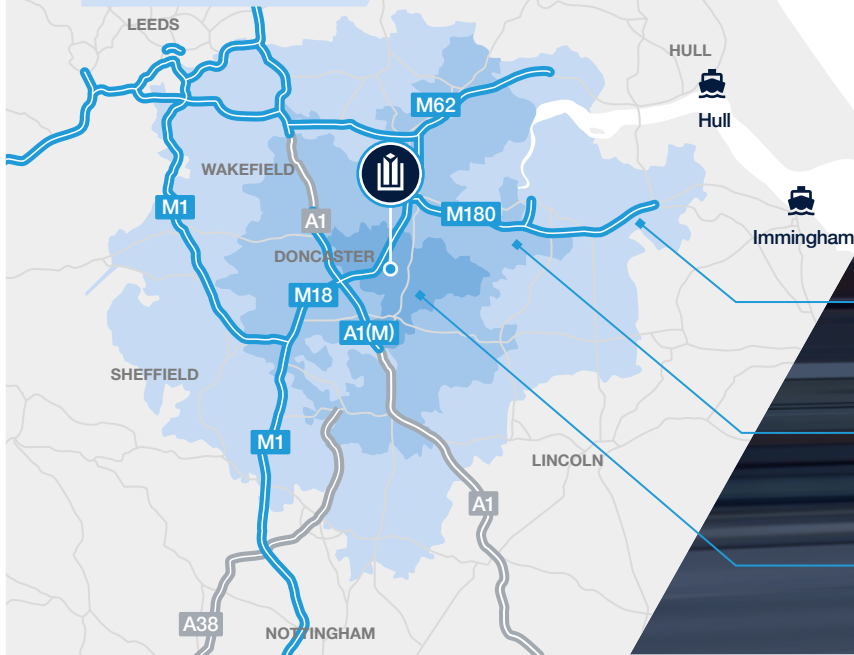 LEEDS
HULL
M62
Hull
WAKEFIELD
M1
A1
M180
Immingham
DONCASTER
M18
A1(M)
SHEFFIELD
M1
LINCOLN
A1
A38
NOTTINGHAM